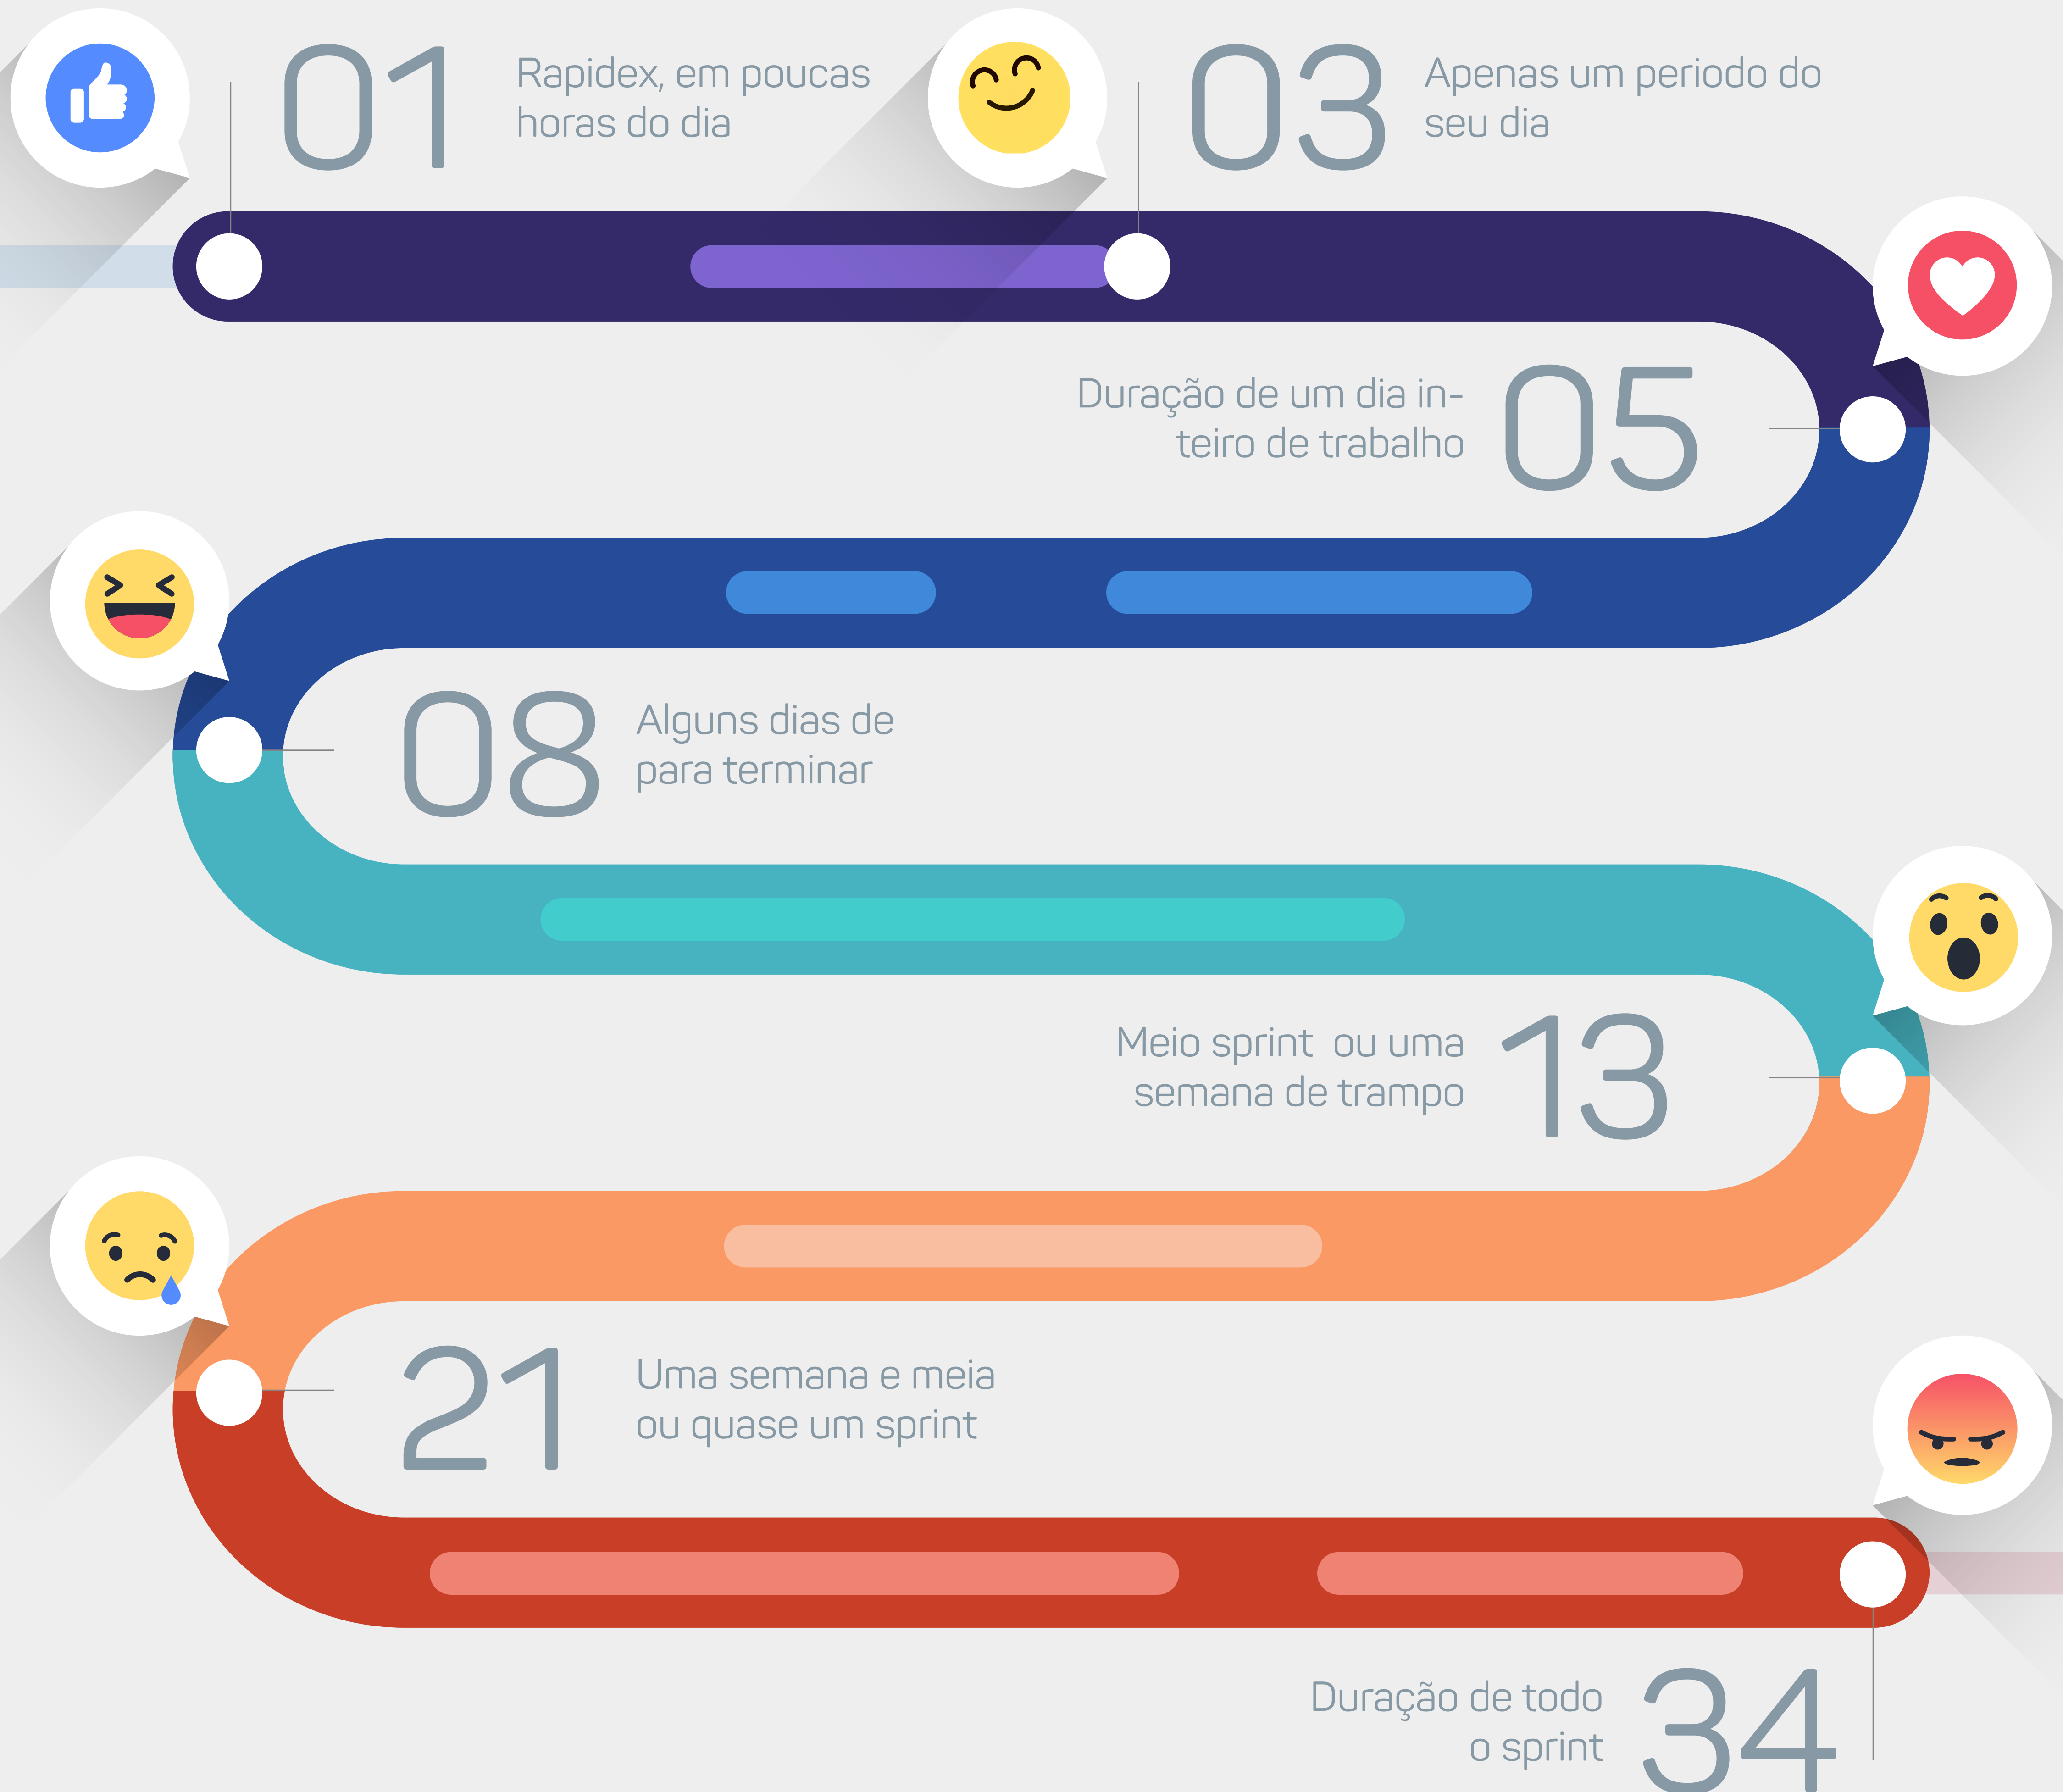 01
Rapidex, em poucas
horas do dia
03
Apenas um periodo do
seu dia
Duração de um dia in-
teiro de trabalho
05
08
Alguns dias de
para terminar
Meio sprint  ou uma
semana de trampo
13
21
Uma semana e meia
ou quase um sprint
Duração de todo
o sprint
34